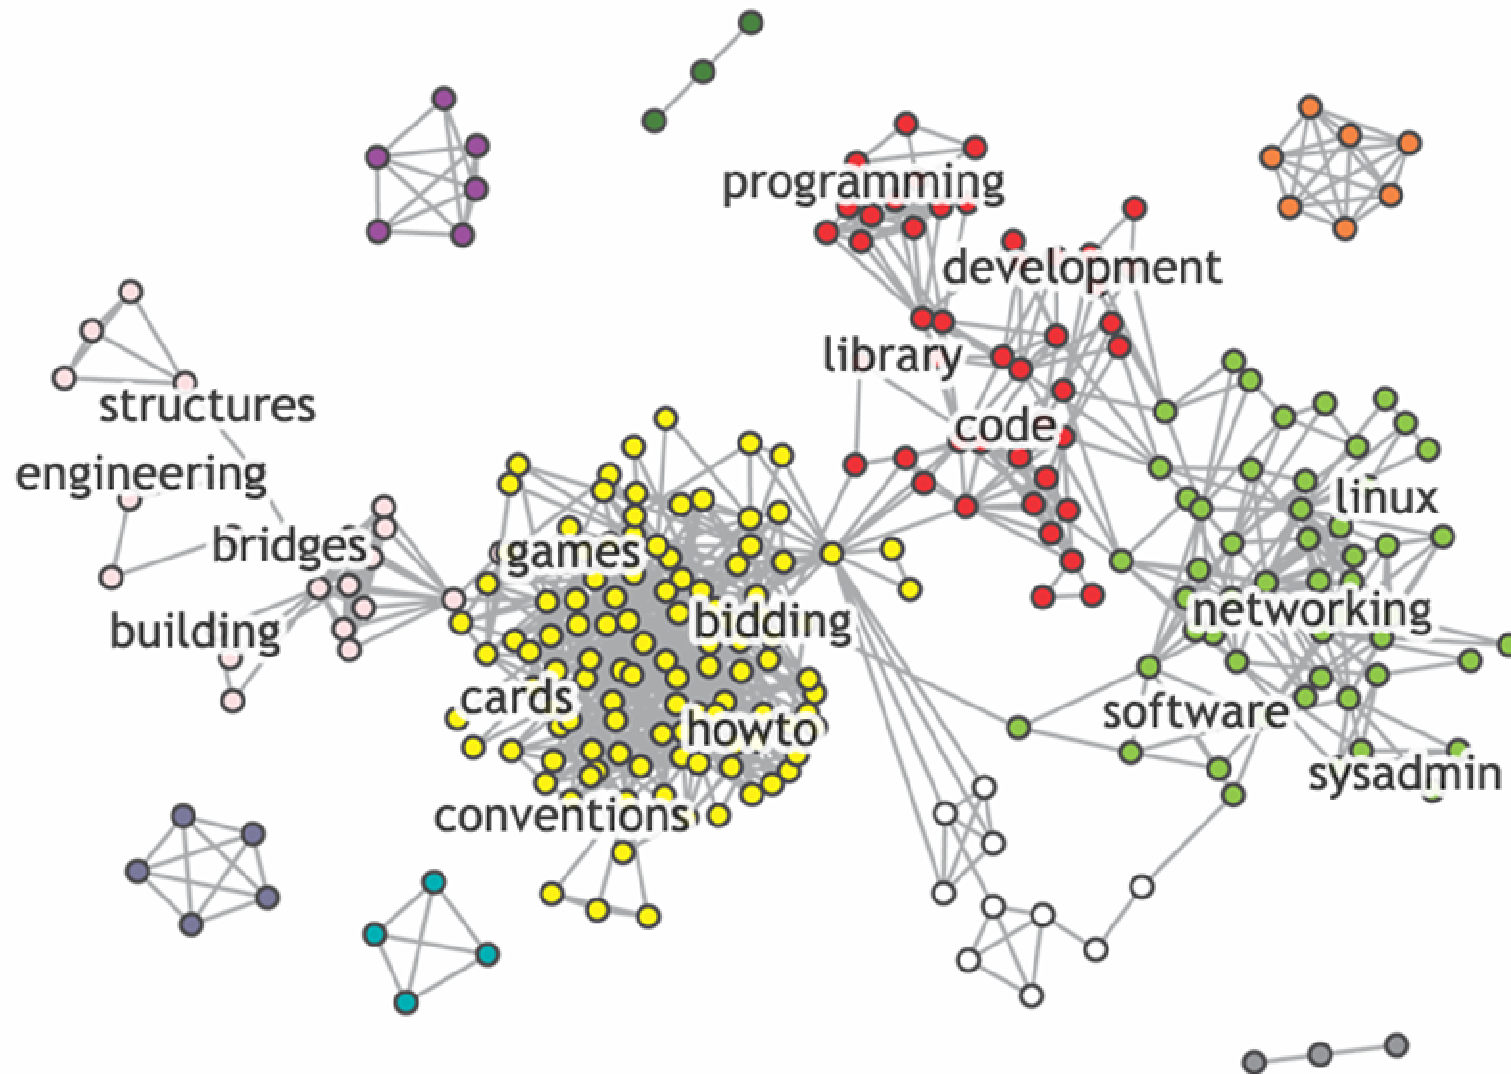 programming
development
library
structures
code
engineering
linux
bridges
games
networking
building
bidding
cards
software
howto
sysadmin
conventions